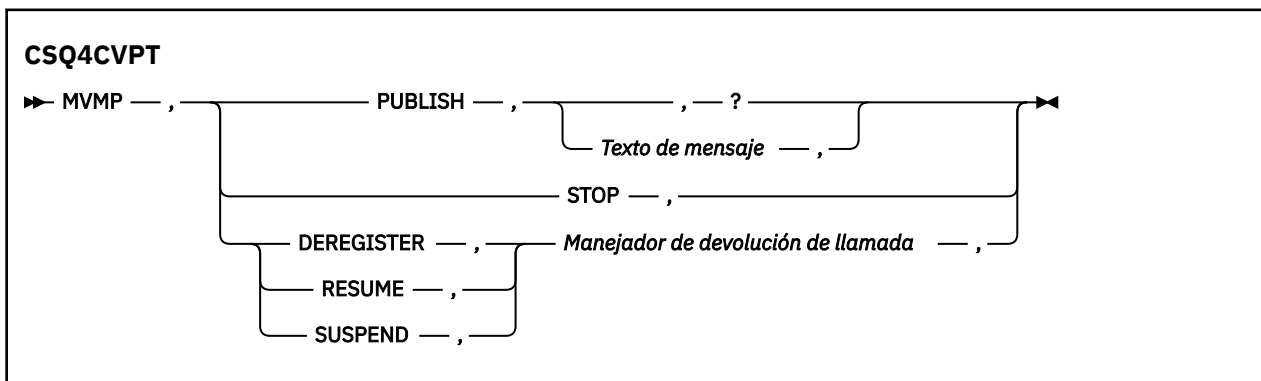 CSQ4CVPT
MVMP , PUBLISH , , ?
Texto de mensaje ,
STOP ,
DEREGISTER , Manejador de devolución de llamada ,
RESUME ,
SUSPEND ,